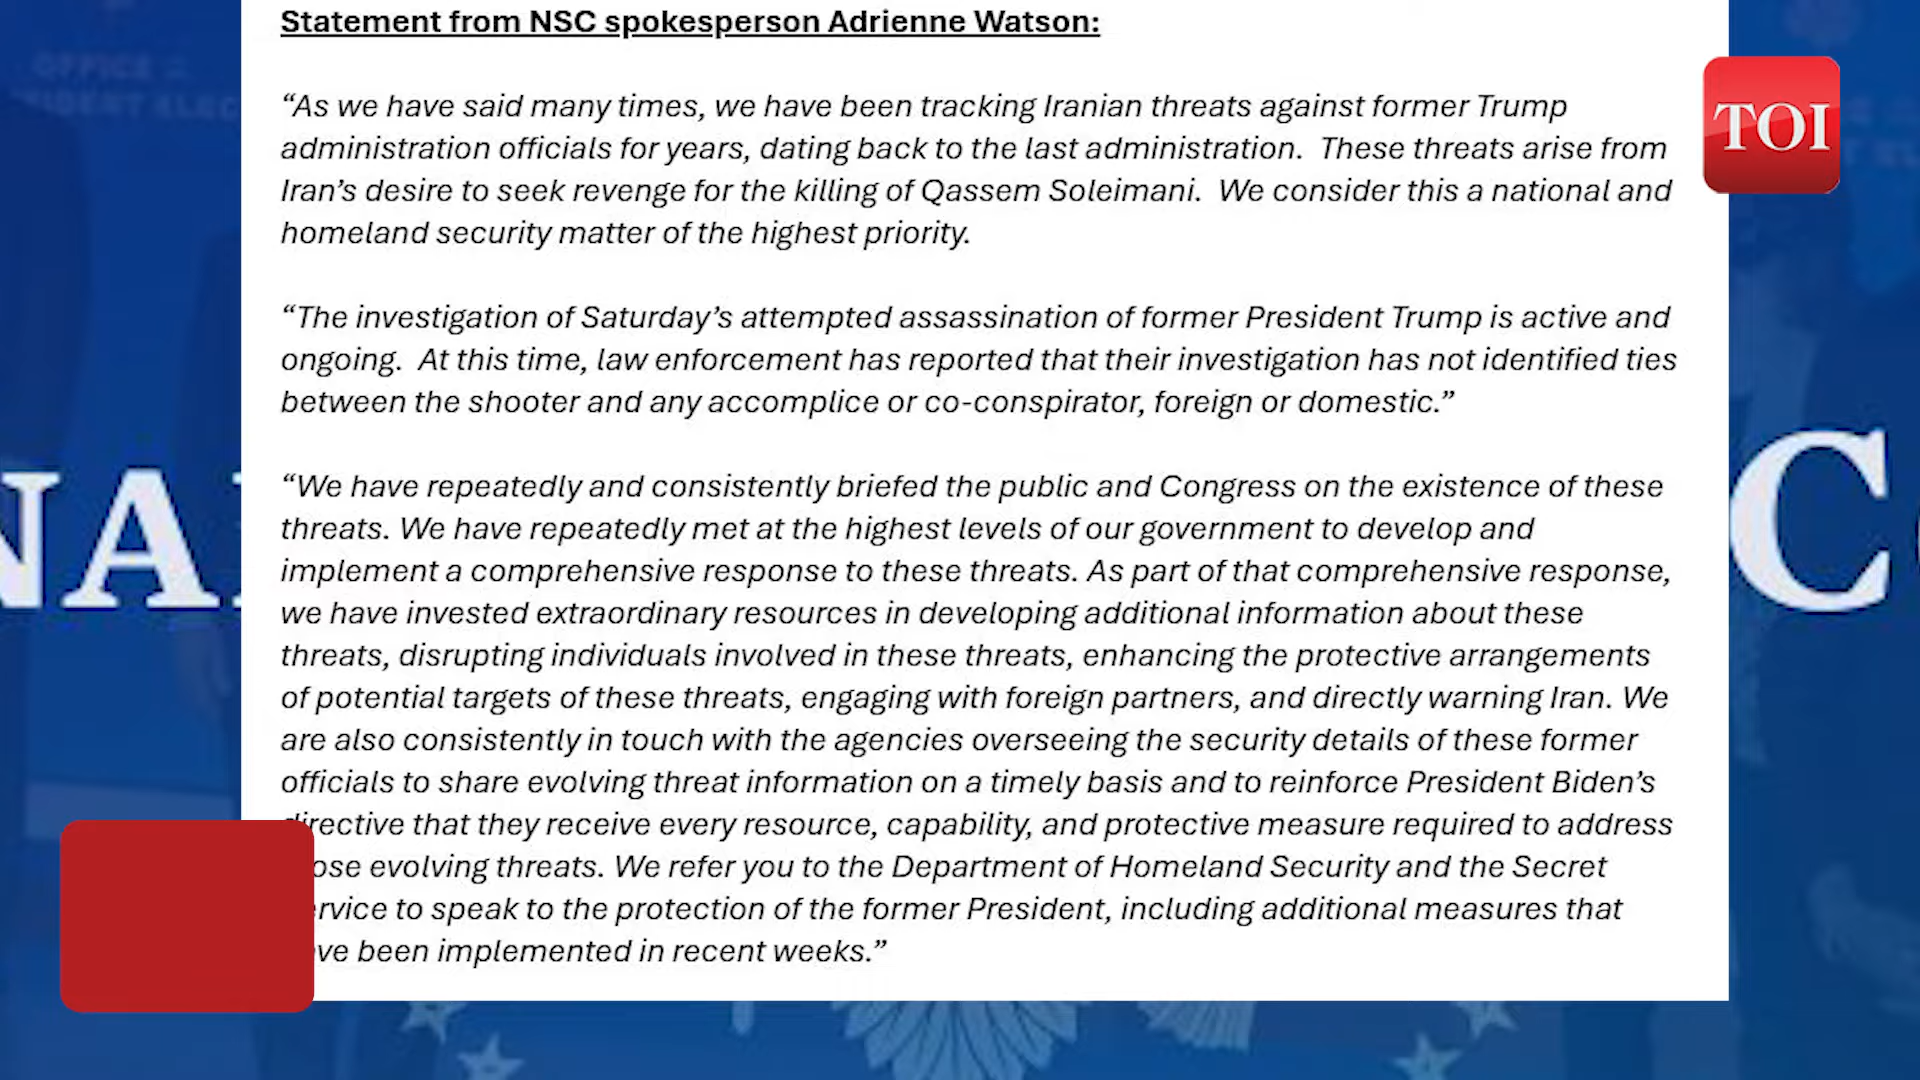 Statement from NSC spokesperson Adrienne Watson:
“As we have said many times, we have been tracking Iranian threats against former Trump
administration officials for years, dating back to the last administration.  These threats arise from
Iran’s desire to seek revenge for the killing of Qassem Soleimani.  We consider this a national and
homeland security matter of the highest priority.
“The investigation of Saturday’s attempted assassination of former President Trump is active and
ongoing.  At this time, law enforcement has reported that their investigation has not identified ties
between the shooter and any accomplice or co-conspirator, foreign or domestic.”
“We have repeatedly and consistently briefed the public and Congress on the existence of these
threats. We have repeatedly met at the highest levels of our government to develop and
implement a comprehensive response to these threats. As part of that comprehensive response,
we have invested extraordinary resources in developing additional information about these
threats, disrupting individuals involved in these threats, enhancing the protective arrangements
of potential targets of these threats, engaging with foreign partners, and directly warning Iran. We
are also consistently in touch with the agencies overseeing the security details of these former
officials to share evolving threat information on a timely basis and to reinforce President Biden’s
directive that they receive every resource, capability, and protective measure required to address
ose evolving threats. We refer you to the Department of Homeland Security and the Secret
ervice to speak to the protection of the former President, including additional measures that
ve been implemented in recent weeks.”
TOI
OFFICE
IDENT ELEC
NA
C